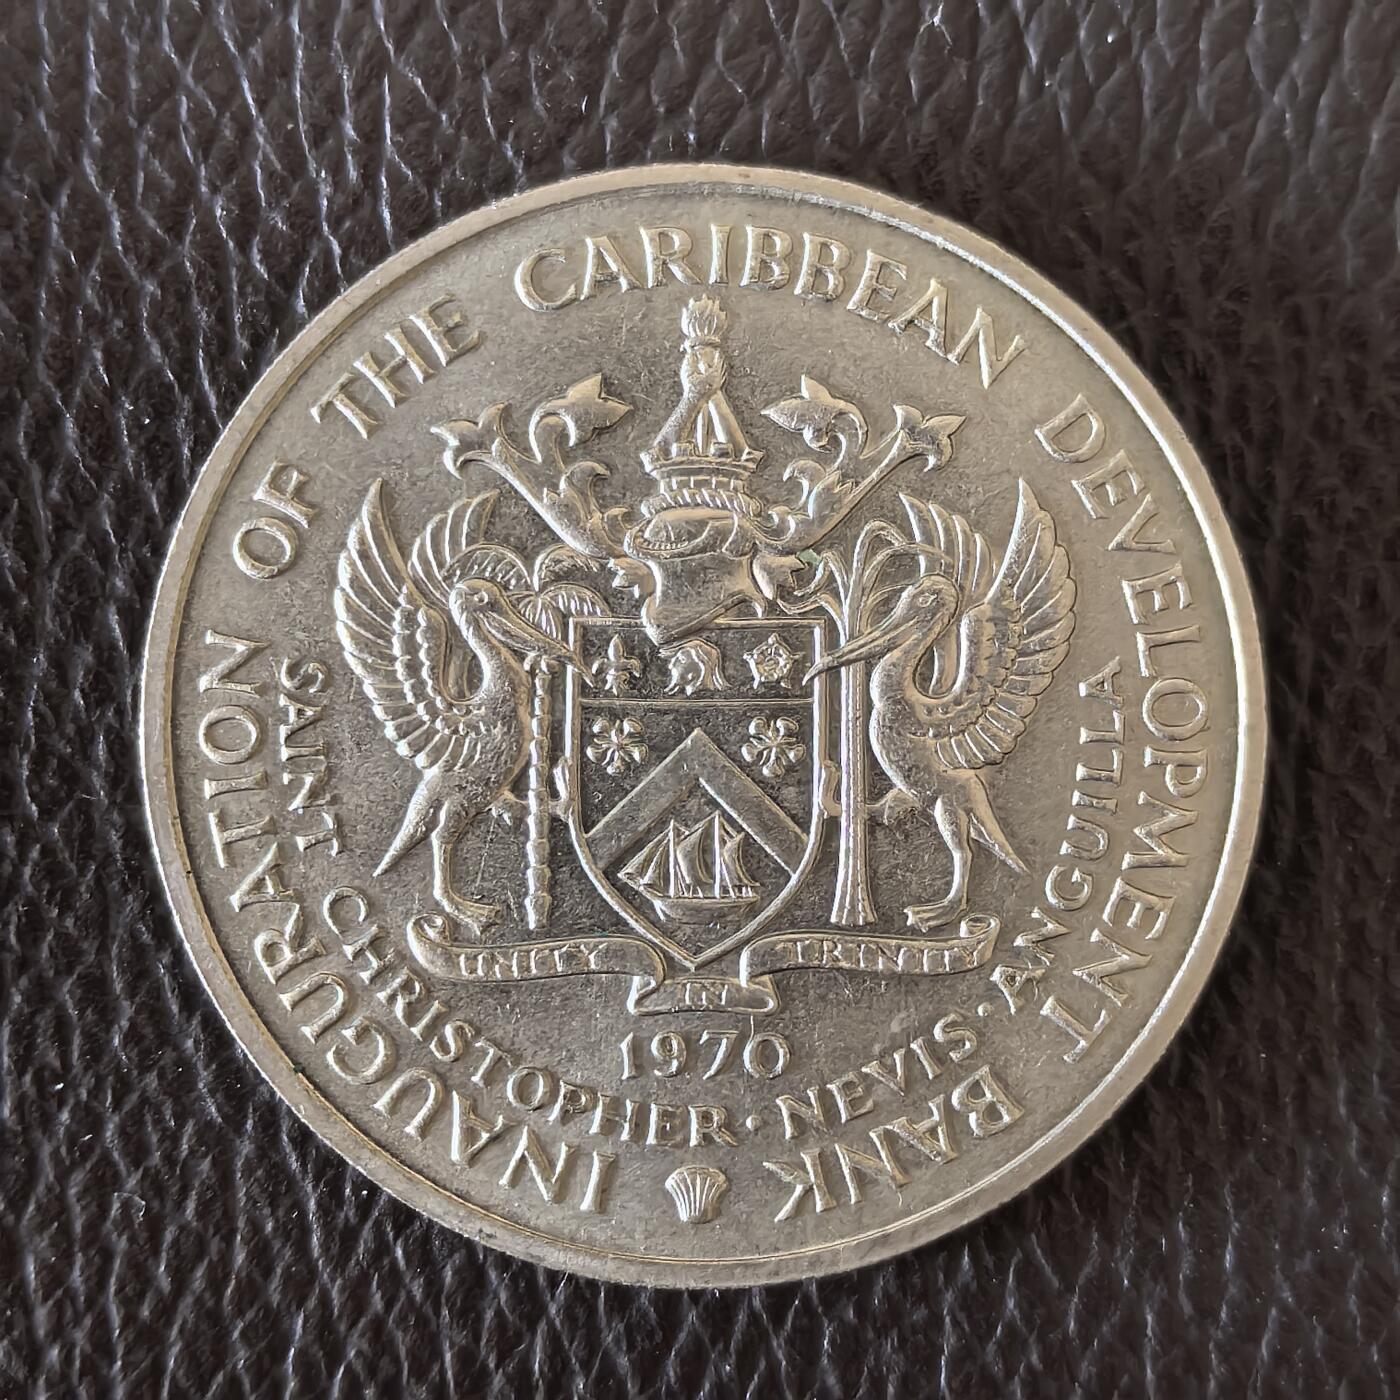 INAUGURATION OF THE CARIBBEAN DEVELOPMENT BANK
SAINT CHRISTOPHER · NEVIS · ANGUILLA
UNITY IN TRINITY
1970